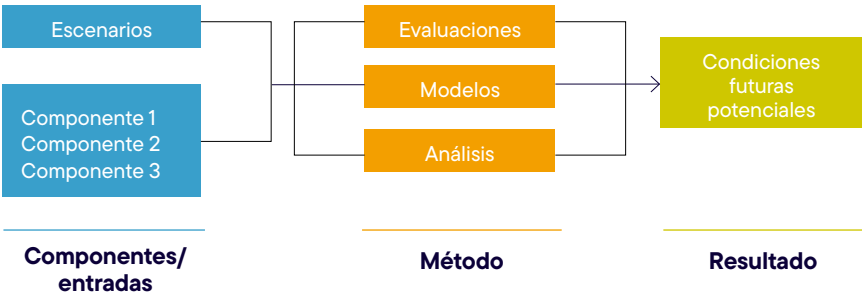 Escenarios
Componente 1
Componente 2
Componente 3
Evaluaciones
Modelos
Análisis
Condiciones
futuras
potenciales
Componentes/
entradas
Método
Resultado